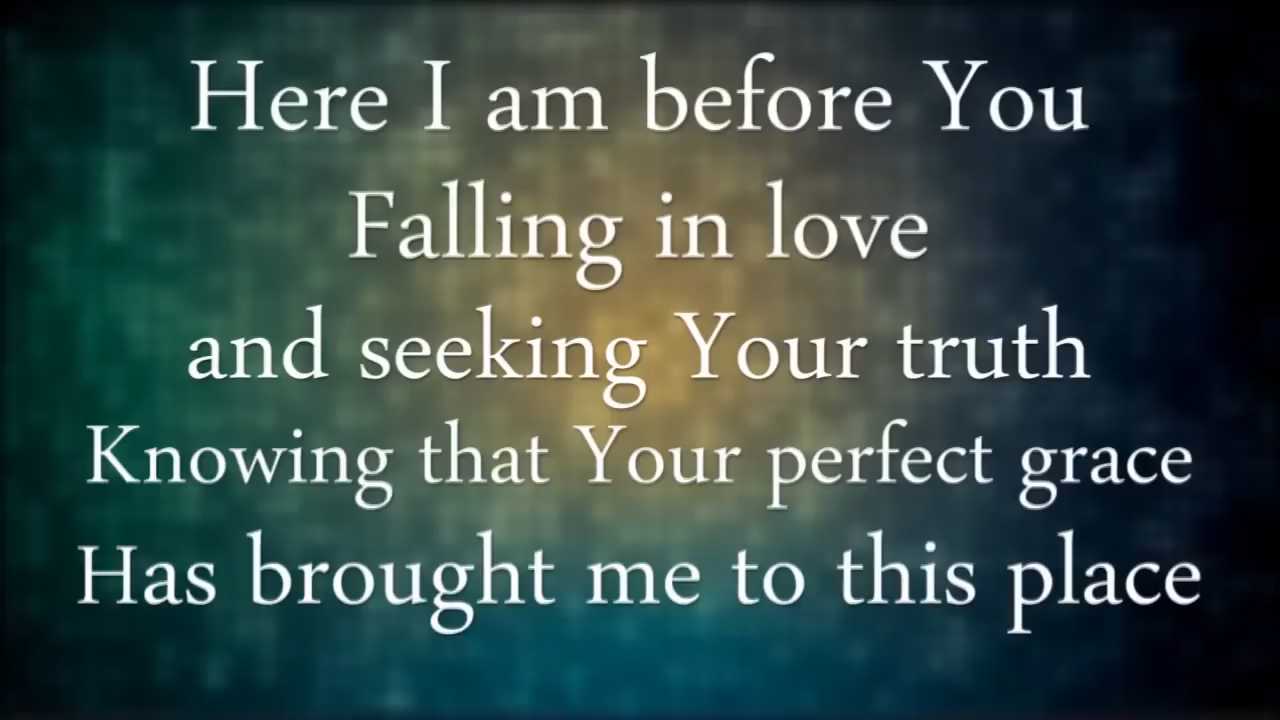 Here I am before You
Falling in love
and seeking Your truth
Knowing that Your perfect grace
Has brought me to this place